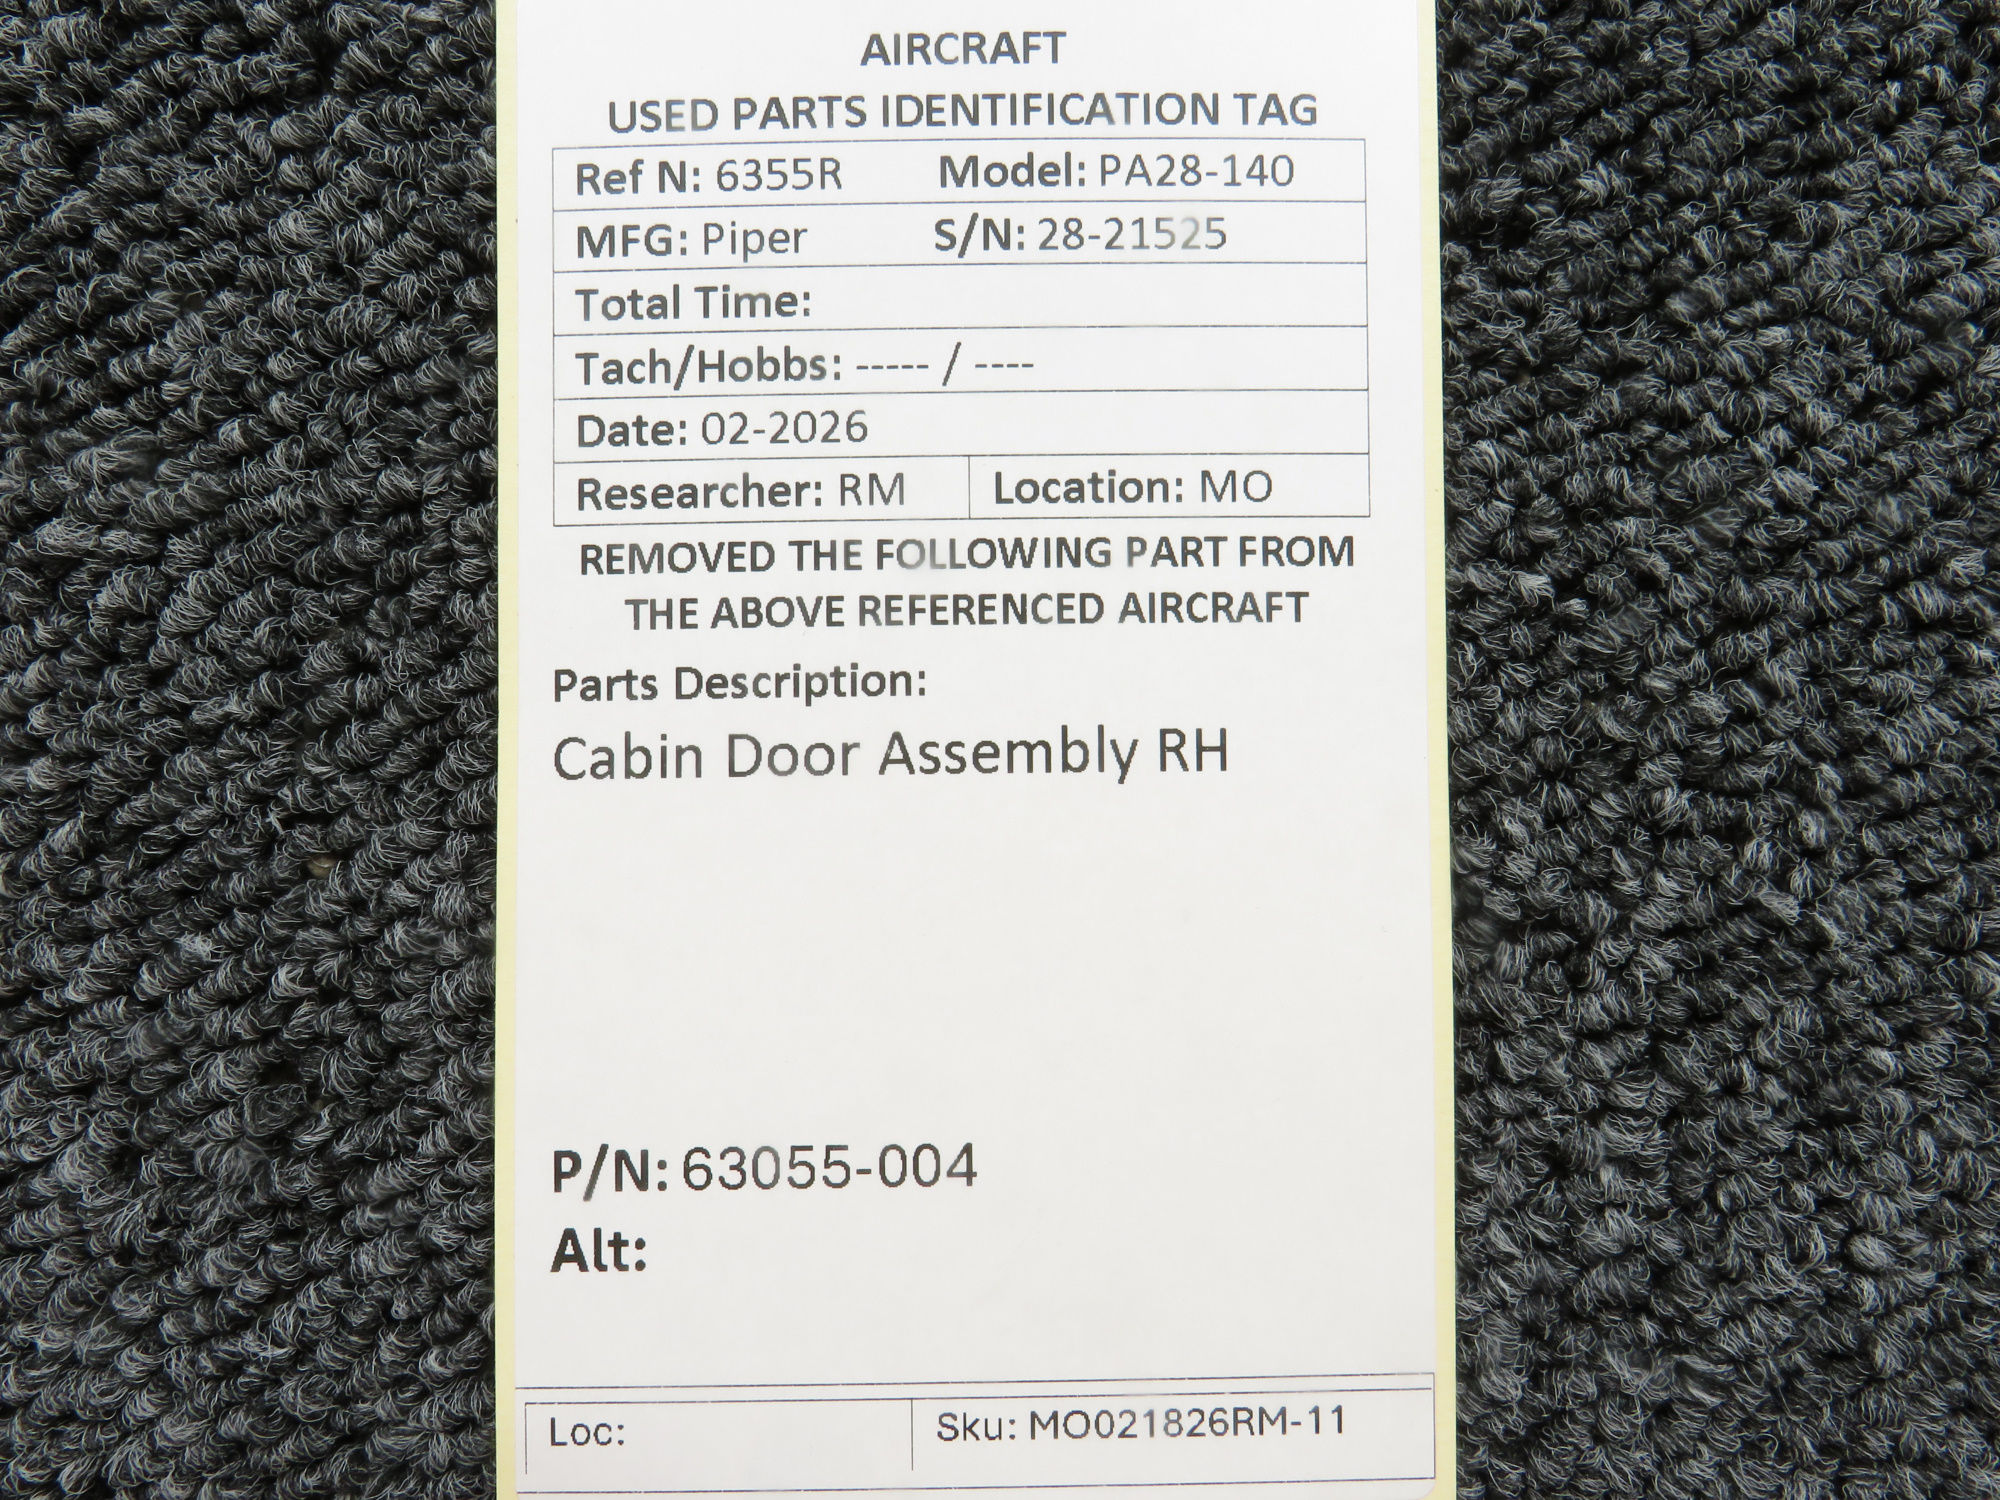 AIRCRAFT
USED PARTS IDENTIFICATION TAG
Ref N: 6355R Model: PA28-140
MFG: Piper S/N: 28-21525
Total Time:
Tach/Hobbs: ----- / ----
Date: 02-2026
Researcher: RM Location: MO
REMOVED THE FOLLOWING PART FROM
THE ABOVE REFERENCED AIRCRAFT
Parts Description:
Cabin Door Assembly RH
P/N: 63055-004
Alt:
Loc: Sku: MO021826RM-11